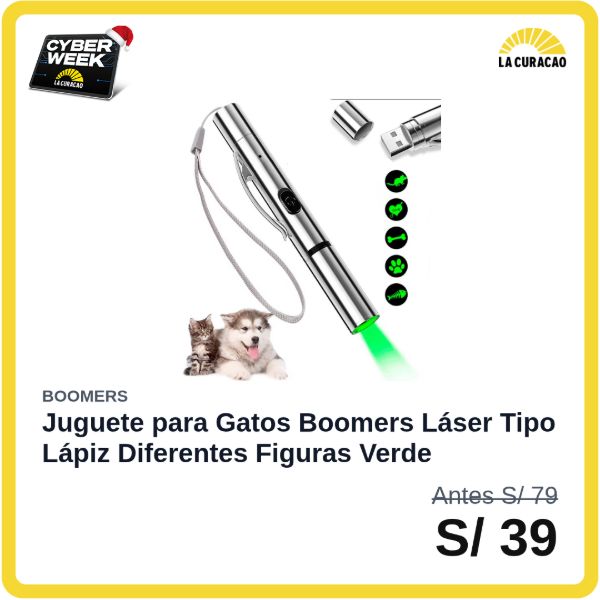 CYBER
WEEK
LA CURACAO
LA CURACAO
BOOMERS
Juguete para Gatos Boomers Láser Tipo
Lápiz Diferentes Figuras Verde
Antes S/ 79
S/ 39